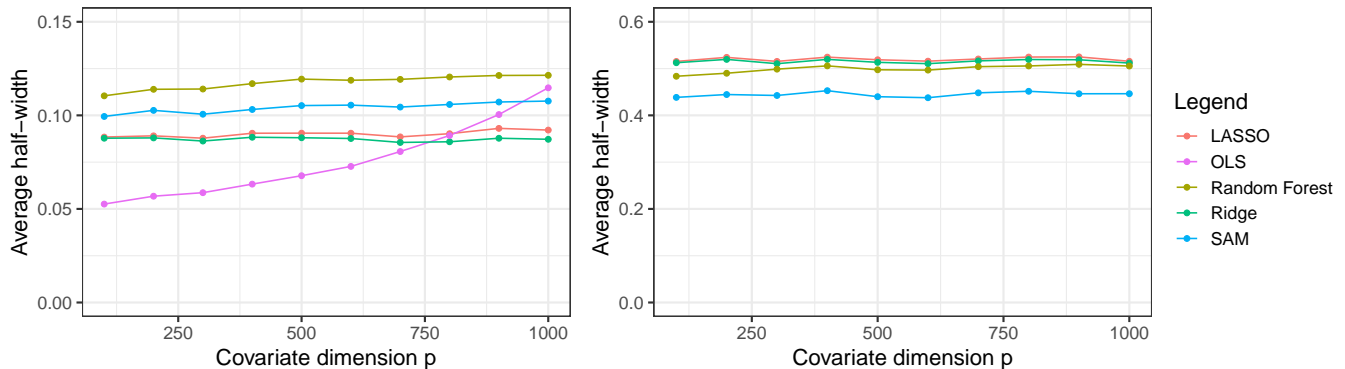 0.15
0.10
0.05
0.00
Average half−width
250
500
750
1000
Covariate dimension p
0.6
0.4
0.2
0.0
Average half−width
250
500
750
1000
Covariate dimension p
Legend
LASSO
OLS
Random Forest
Ridge
SAM